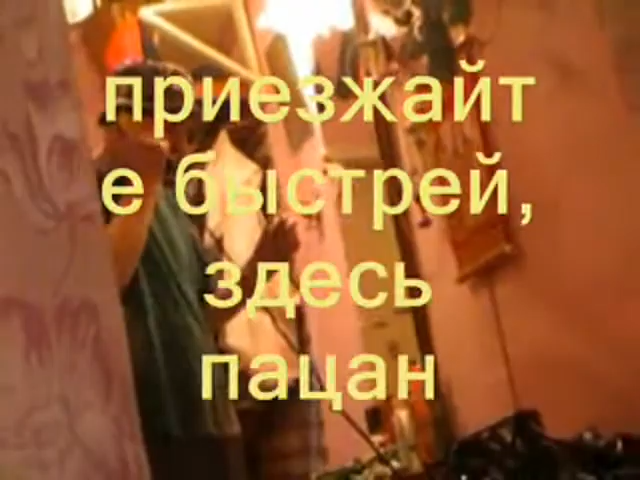 приезжайт
е быстрей,
здесь
пацан